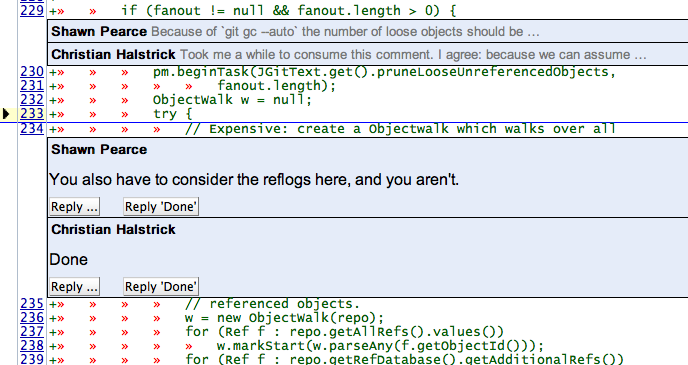 229 +» » if (fanout != null && fanout.length > 0) {
Shawn Pearce Because of `git gc --auto` the number of loose objects should be ...
Christian Halstrick Took me a while to consume this comment. I agree: because we can assume ...
230 +» » » pm.beginTask(JGitText.get().pruneLooseUnreferencedObjects,
231 +» » » » » fanout.length);
232 +» » » ObjectWalk w = null;
233 +» » » try {
234 +» » » » // Expensive: create a Objectwalk which walks over all
Shawn Pearce
You also have to consider the reflogs here, and you aren't.
Reply ... Reply 'Done'
Christian Halstrick
Done
Reply ... Reply 'Done'
235 +» » » » // referenced objects.
236 +» » » » w = new ObjectWalk(repo);
237 +» » » » for (Ref f : repo.getAllRefs().values())
238 +» » » » » w.markStart(w.parseAny(f.getObjectId()));
239 +» » » » for (Ref f : repo.getRefDatabase().getAdditionalRefs())